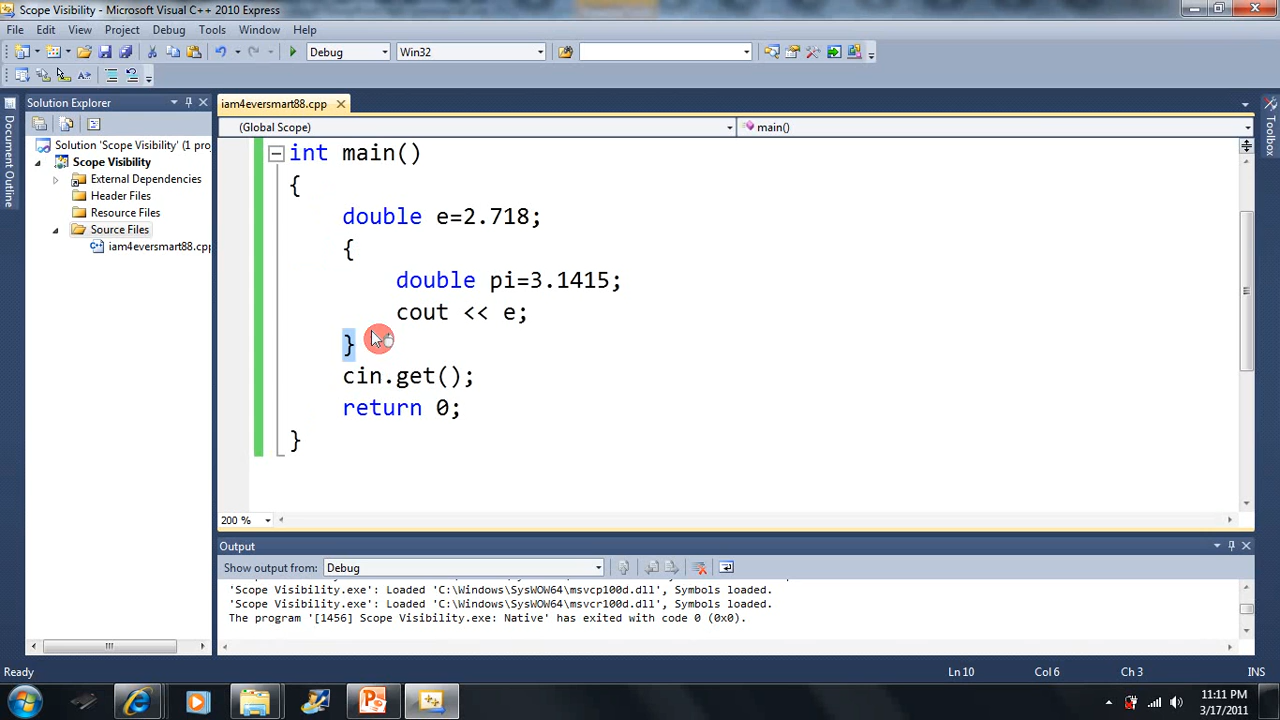 Scope Visibility - Microsoft Visual C++ 2010 Express
File Edit View Project Debug Tools Window Help
Debug Win32
Solution Explorer
iam4eversmart88.cpp
(Global Scope) main()
Document Outline
Toolbox
Solution 'Scope Visibility' (1 proj
Scope Visibility
External Dependencies
Header Files
Resource Files
Source Files
iam4eversmart88.cpp
int main()
{
double e=2.718;
{
double pi=3.1415;
cout << e;
}
cin.get();
return 0;
}
200 %
Output
Show output from: Debug
'Scope Visibility.exe': Loaded 'C:\Windows\SysWOW64\msvcp100d.dll', Symbols loaded.
'Scope Visibility.exe': Loaded 'C:\Windows\SysWOW64\msvcr100d.dll', Symbols loaded.
The program '[1456] Scope Visibility.exe: Native' has exited with code 0 (0x0).
Ready Ln 10 Col 6 Ch 3 INS
11:11 PM
3/17/2011